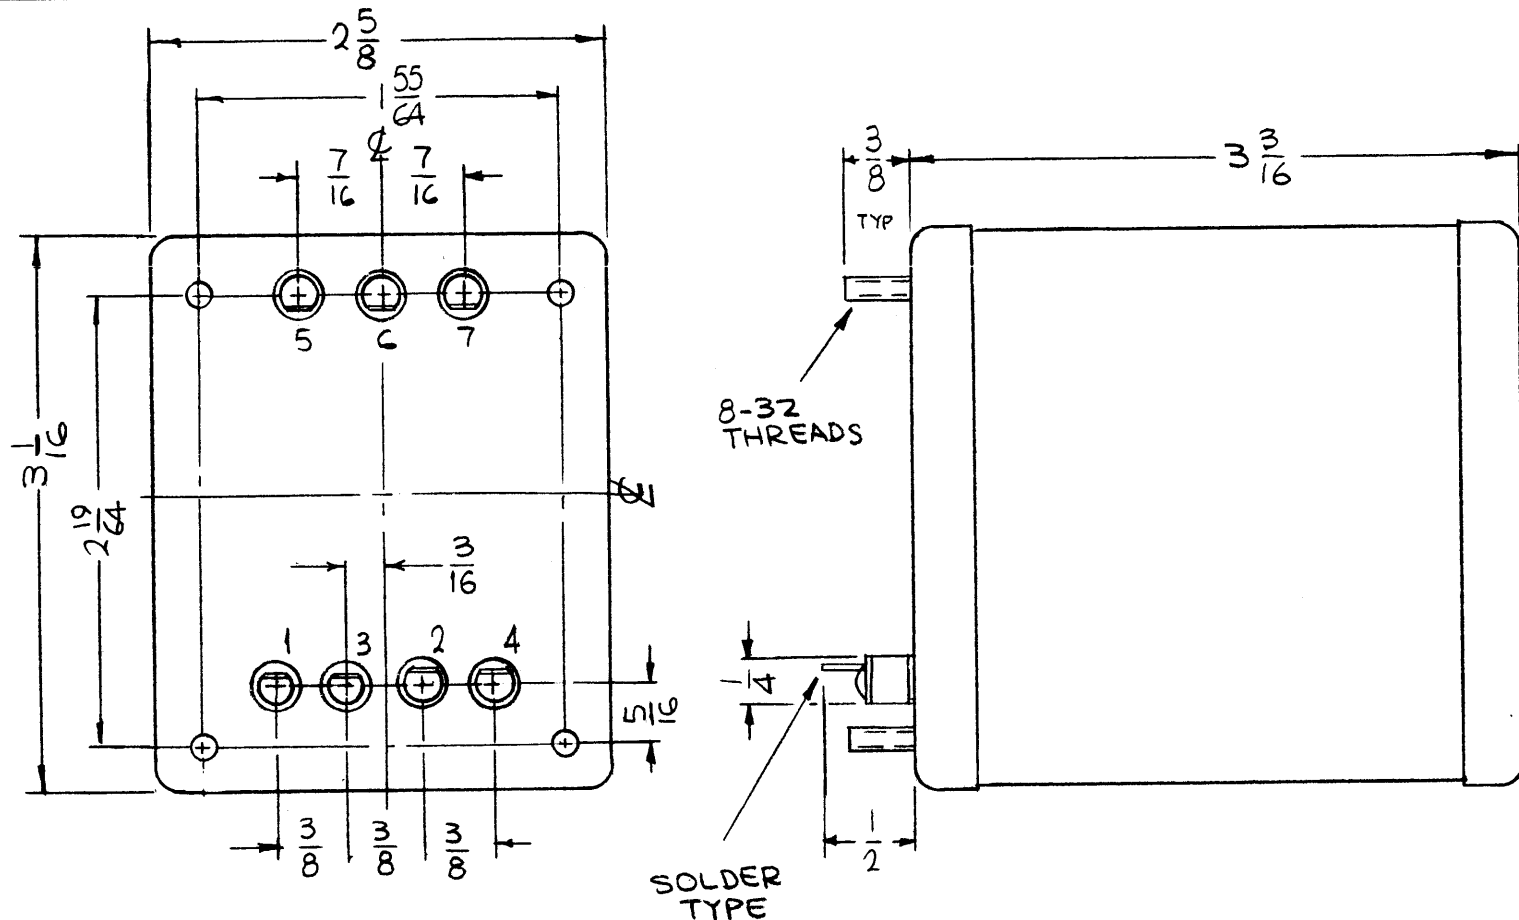 2 5/8
1 55/64
℄
7/16 7/16
3/8
3 3/16
TYP
5 6 7
8-32
THREADS
3 1/16
2 19/64
℄
3/16
1 3 2 4
1/4
5/16
3/8 3/8 3/8
1/2
SOLDER
TYPE